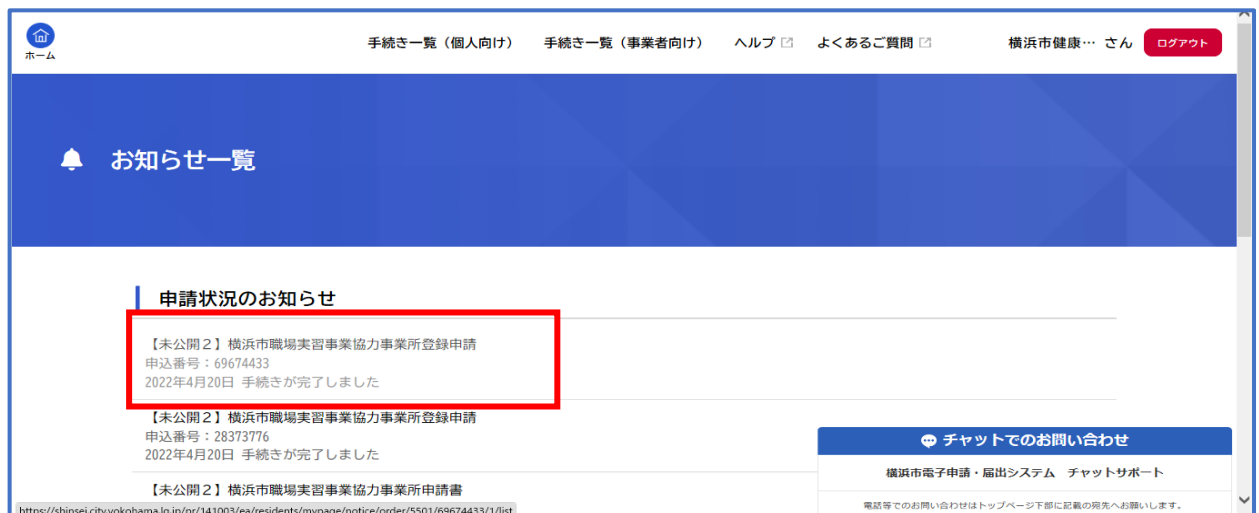 ホーム
手続き一覧（個人向け） 手続き一覧（事業者向け） ヘルプ よくあるご質問 横浜市健康… さん ログアウト
お知らせ一覧
申請状況のお知らせ
【未公開２】横浜市職場実習事業協力事業所登録申請
申込番号：69674433
2022年4月20日 手続きが完了しました
【未公開２】横浜市職場実習事業協力事業所登録申請
申込番号：28373776
2022年4月20日 手続きが完了しました
【未公開２】横浜市職場実習事業協力事業所申請書
チャットでのお問い合わせ
横浜市電子申請・届出システム チャットサポート
電話等でのお問い合わせはトップページ下部に記載の宛先へお願いします。
https://shinsei.city.yokohama.lg.jp/nr/141003/ea/residents/mypage/notice/order/5501/69674433/1/list